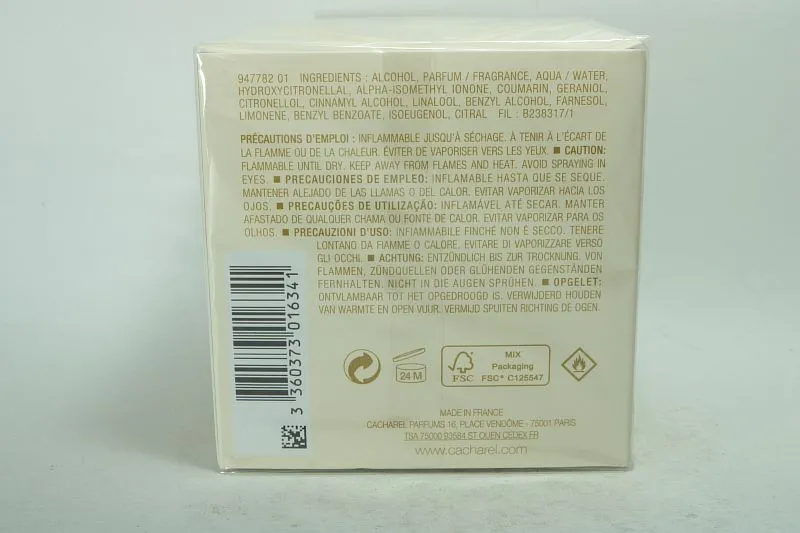 947782 01 INGREDIENTS : ALCOHOL, PARFUM / FRAGRANCE, AQUA / WATER,
HYDROXYCITRONELLAL, ALPHA-ISOMETHYL IONONE, COUMARIN, GERANIOL,
CITRONELLOL, CINNAMYL ALCOHOL, LINALOOL, BENZYL ALCOHOL, FARNESOL,
LIMONENE, BENZYL BENZOATE, ISOEUGENOL, CITRAL FIL : B238317/1
PRÉCAUTIONS D'EMPLOI : INFLAMMABLE JUSQU'À SÉCHAGE. À TENIR À L'ÉCART DE
LA FLAMME OU DE LA CHALEUR. ÉVITER DE VAPORISER VERS LES YEUX. ■ CAUTION:
FLAMMABLE UNTIL DRY. KEEP AWAY FROM FLAMES AND HEAT. AVOID SPRAYING IN
EYES. ■ PRECAUCIONES DE EMPLEO: INFLAMABLE HASTA QUE SE SEQUE.
MANTENER ALEJADO DE LAS LLAMAS O DEL CALOR. EVITAR VAPORIZAR HACIA LOS
OJOS. ■ PRECAUÇÕES DE UTILIZAÇÃO: INFLAMÁVEL ATÉ SECAR. MANTER
AFASTADO DE QUALQUER CHAMA OU FONTE DE CALOR. EVITAR VAPORIZAR PARA OS
OLHOS. ■ PRECAUZIONI D'USO: INFIAMMABILE FINCHÉ NON È SECCO. TENERE
LONTANO DA FIAMME O CALORE. EVITARE DI VAPORIZZARE VERSO
GLI OCCHI. ■ ACHTUNG: ENTZÜNDLICH BIS ZUR TROCKNUNG. VON
FLAMMEN, ZÜNDQUELLEN ODER GLÜHENDEN GEGENSTÄNDEN
FERNHALTEN. NICHT IN DIE AUGEN SPRÜHEN. ■ OPGELET:
ONTVLAMBAAR TOT HET OPGEDROOGD IS. VERWIJDERD HOUDEN
VAN WARMTE EN OPEN VUUR. VERMIJD SPUITEN RICHTING DE OGEN.
3 360373 016341
24 M
FSC
MIX
Packaging
FSC® C125547
MADE IN FRANCE
CACHAREL PARFUMS 16, PLACE VENDÔME - 75001 PARIS
TSA 75000 93584 ST OUEN CEDEX FR
www.cacharel.com